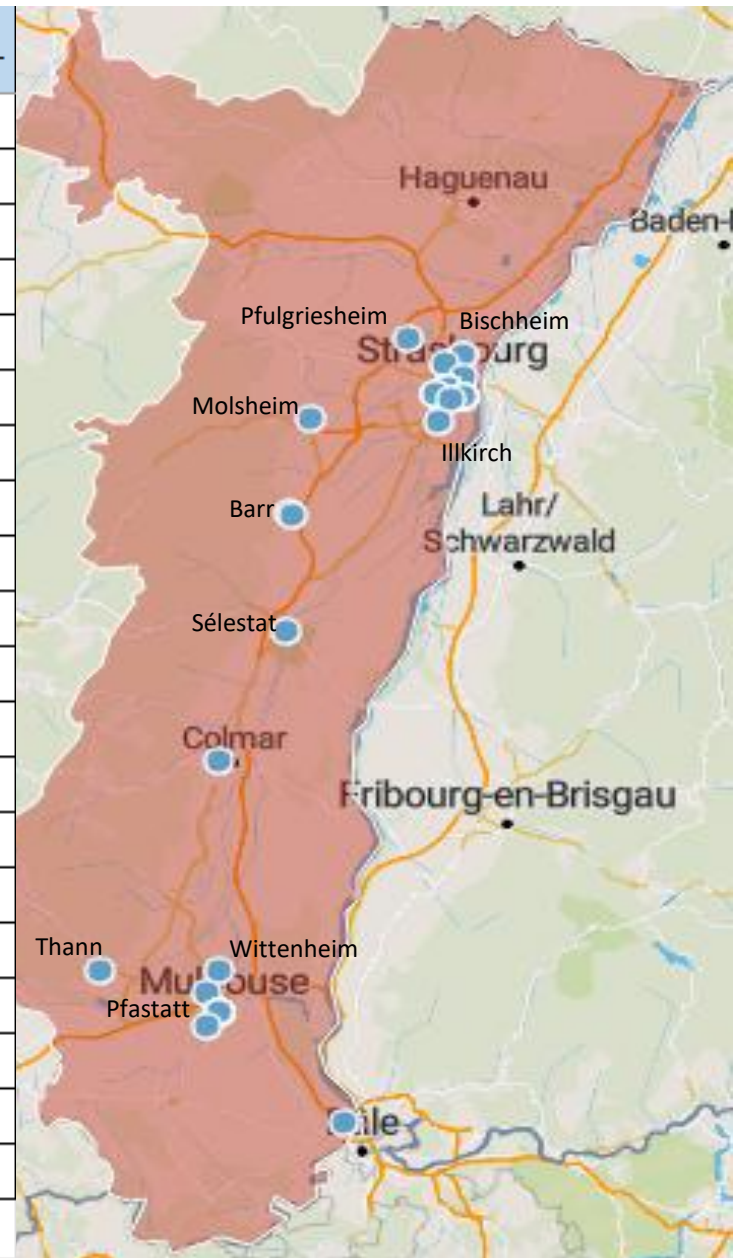 Haguenau
Baden-
Pfulgriesheim
Bischheim
Strasbourg
Molsheim
Illkirch
Barr
Lahr/
Schwarzwald
Sélestat
Colmar
Fribourg-en-Brisgau
Thann
Wittenheim
Mulhouse
Pfastatt
Bâle